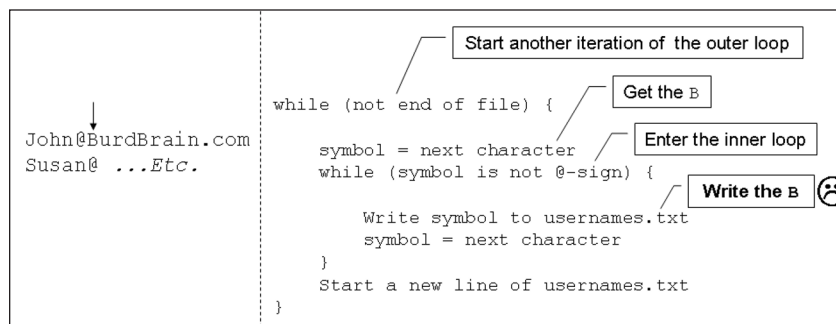 Start another iteration of the outer loop
while (not end of file) {
Get the B
John@BurdBrain.com
Susan@ ...Etc.
symbol = next character
Enter the inner loop
while (symbol is not @-sign) {
Write the B
Write symbol to usernames.txt
symbol = next character
}
Start a new line of usernames.txt
}